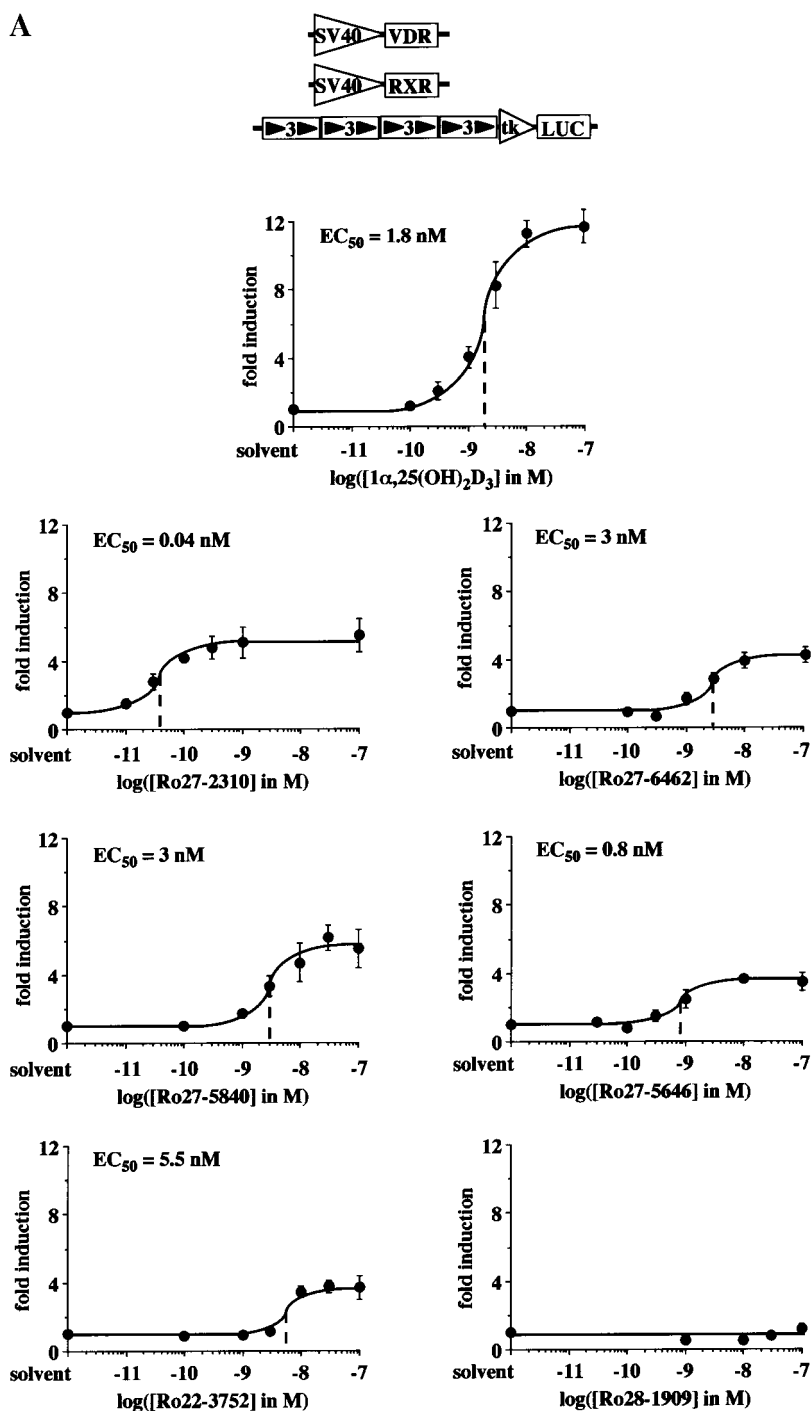 A
SV40 VDR
SV40 RXR
3 3 3 3 tk LUC
12
8
4
0
fold induction
EC50 = 1.8 nM
solvent -11 -10 -9 -8 -7
log([1α,25(OH)2D3] in M)
12
8
4
0
fold induction
EC50 = 0.04 nM
solvent -11 -10 -9 -8 -7
log([Ro27-2310] in M)
12
8
4
0
fold induction
EC50 = 3 nM
solvent -11 -10 -9 -8 -7
log([Ro27-6462] in M)
12
8
4
0
fold induction
EC50 = 3 nM
solvent -11 -10 -9 -8 -7
log([Ro27-5840] in M)
12
8
4
0
fold induction
EC50 = 0.8 nM
solvent -11 -10 -9 -8 -7
log([Ro27-5646] in M)
12
8
4
0
fold induction
EC50 = 5.5 nM
solvent -11 -10 -9 -8 -7
log([Ro22-3752] in M)
12
8
4
0
fold induction
solvent -11 -10 -9 -8 -7
log([Ro28-1909] in M)